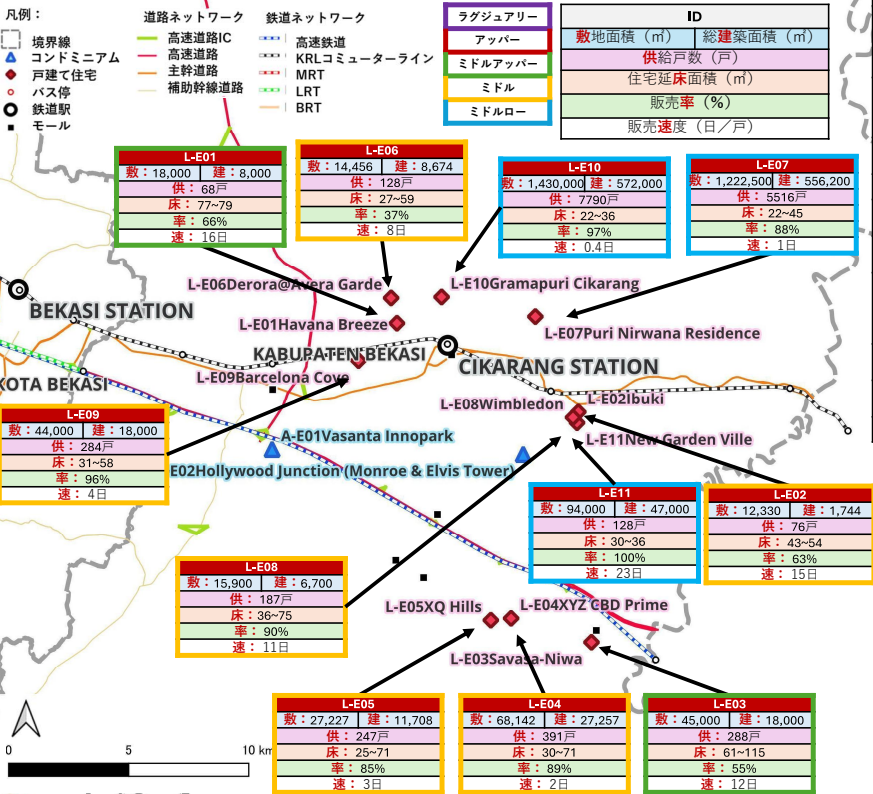 凡例：
境界線
コンドミニアム
戸建て住宅
バス停
鉄道駅
モール
道路ネットワーク
高速道路IC
高速道路
主幹道路
補助幹線道路
鉄道ネットワーク
高速鉄道
KRLコミューターライン
MRT
LRT
BRT
ラグジュアリー
アッパー
ミドルアッパー
ミドル
ミドルロー
ID
敷地面積（㎡） 総建築面積（㎡）
供給戸数（戸）
住宅延床面積（㎡）
販売率（%）
販売速度（日／戸）
L-E01
敷：18,000 建：8,000
供： 68戸
床： 77~79
率： 66%
速： 16日
L-E06
敷：14,456 建：8,674
供： 128戸
床： 27~59
率： 37%
速： 8日
L-E10
敷：1,430,000 建：572,000
供： 7790戸
床： 22~36
率： 97%
速： 0.4日
L-E07
敷：1,222,500 建：556,200
供： 5516戸
床： 22~45
率： 88%
速： 1日
L-E06Derora@Avera Garde
L-E10Gramapuri Cikarang
BEKASI STATION
L-E01Havana Breeze
L-E07Puri Nirwana Residence
KABUPATEN BEKASI
CIKARANG STATION
KOTA BEKASI
L-E09Barcelona Cove
L-E08Wimbledon
L-E02Ibuki
L-E11New Garden Ville
L-E09
敷：44,000 建：18,000
供： 284戸
床： 31~58
率： 96%
速： 4日
A-E01Vasanta Innopark
E02Hollywood Junction (Monroe & Elvis Tower)
L-E11
敷：94,000 建：47,000
供： 128戸
床： 30~36
率： 100%
速： 23日
L-E02
敷：12,330 建：1,744
供： 76戸
床： 43~54
率： 63%
速： 15日
L-E08
敷：15,900 建：6,700
供： 187戸
床： 36~75
率： 90%
速： 11日
L-E05XQ Hills
L-E04XYZ CBD Prime
L-E03Savasa-Niwa
L-E05
敷：27,227 建：11,708
供： 247戸
床： 25~71
率： 85%
速： 3日
L-E04
敷：68,142 建：27,257
供： 391戸
床： 30~71
率： 89%
速： 2日
L-E03
敷：45,000 建：18,000
供： 288戸
床： 61~115
率： 55%
速： 12日
0 5 10 km